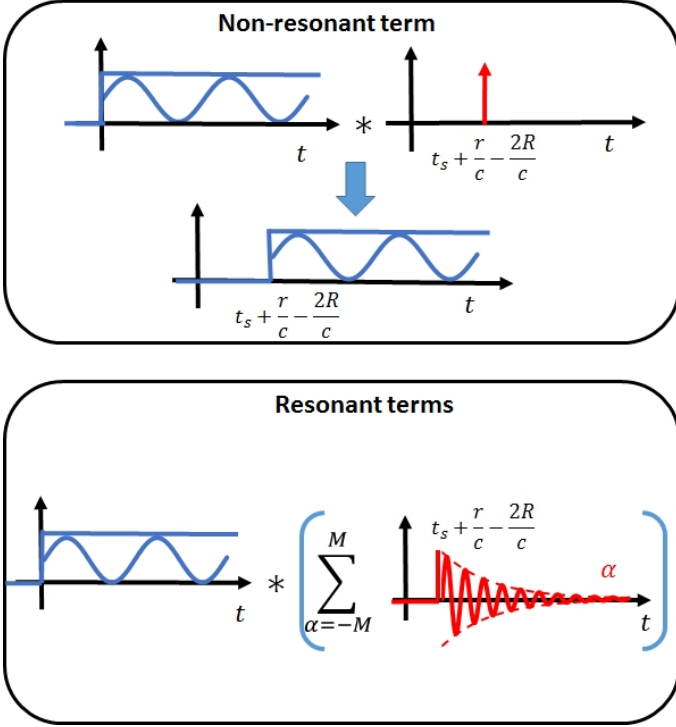 Non-resonant term
*
t
t_s + r/c − 2R/c
t
t_s + r/c − 2R/c
t
Resonant terms
t
*
M
∑
α=−M
t_s + r/c − 2R/c
α
t